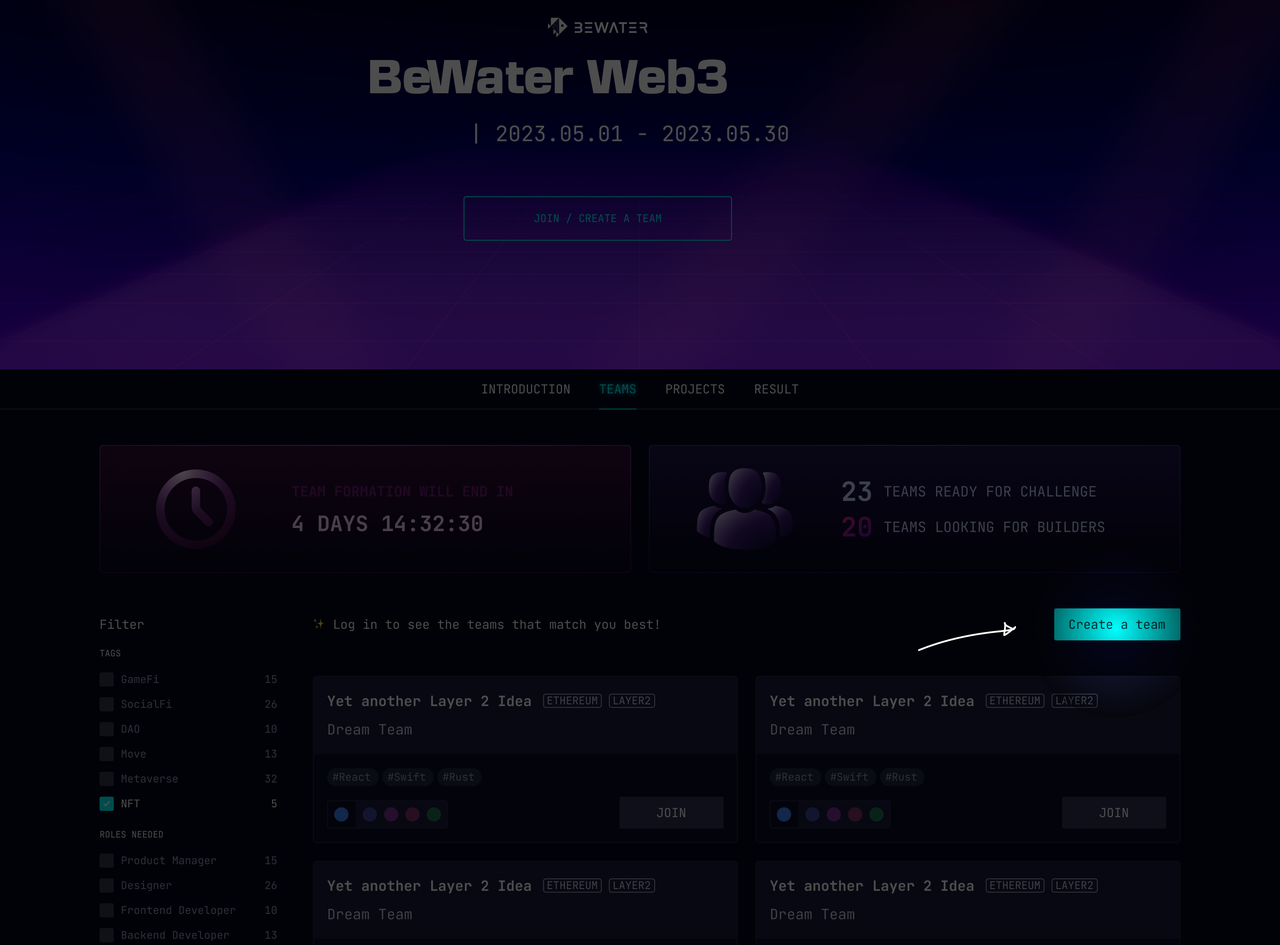 BEWATER
BeWater Web3
| 2023.05.01 - 2023.05.30
JOIN / CREATE A TEAM
INTRODUCTION TEAMS PROJECTS RESULT
TEAM FORMATION WILL END IN
4 DAYS 14:32:30
23 TEAMS READY FOR CHALLENGE
20 TEAMS LOOKING FOR BUILDERS
Filter
✨ Log in to see the teams that match you best!
Create a team
TAGS
GameFi 15
SocialFi 26
DAO 10
Move 13
Metaverse 32
NFT 5
ROLES NEEDED
Product Manager 15
Designer 26
Frontend Developer 10
Backend Developer 13
Yet another Layer 2 Idea ETHEREUM LAYER2
Dream Team
#React #Swift #Rust
JOIN
Yet another Layer 2 Idea ETHEREUM LAYER2
Dream Team
#React #Swift #Rust
JOIN
Yet another Layer 2 Idea ETHEREUM LAYER2
Dream Team
Yet another Layer 2 Idea ETHEREUM LAYER2
Dream Team